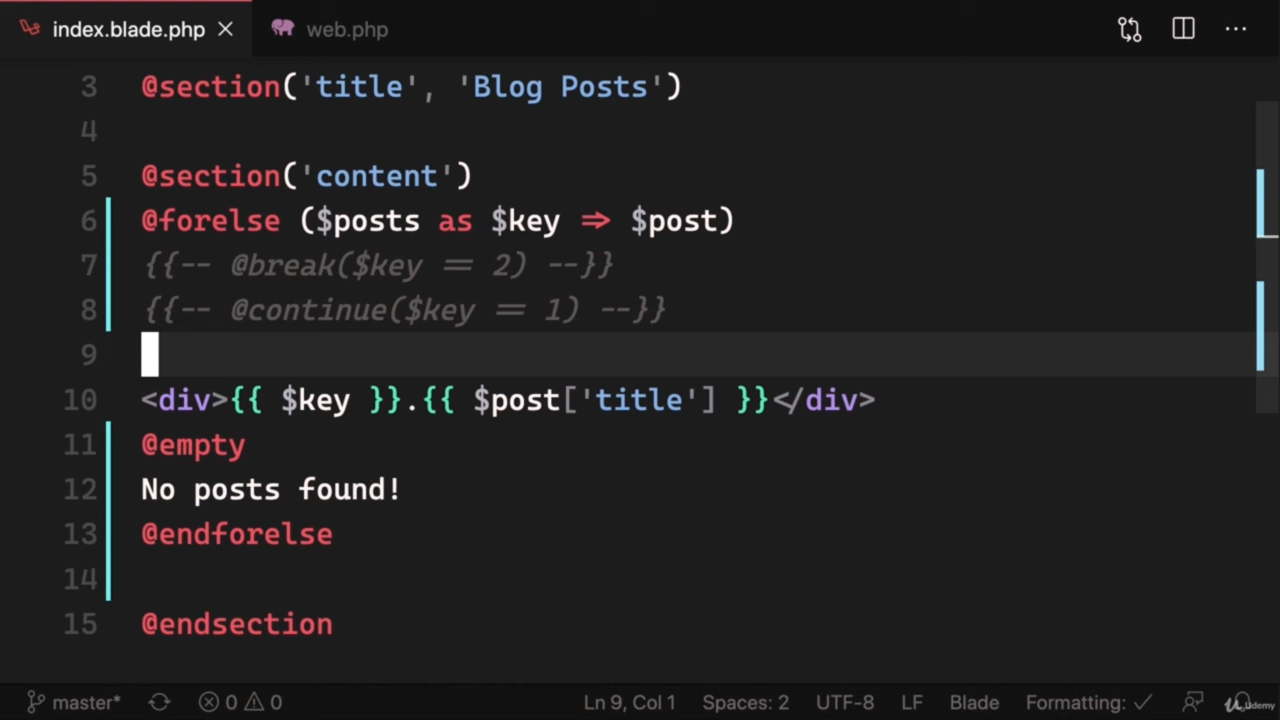 index.blade.php
web.php
3 @section('title', 'Blog Posts')
4
5 @section('content')
6 @forelse ($posts as $key => $post)
7 {{-- @break($key == 2) --}}
8 {{-- @continue($key == 1) --}}
9
10 <div>{{ $key }}.{{ $post['title'] }}</div>
11 @empty
12 No posts found!
13 @endforelse
14
15 @endsection
master* 0 0 Ln 9, Col 1 Spaces: 2 UTF-8 LF Blade Formatting: ✓
Udemy